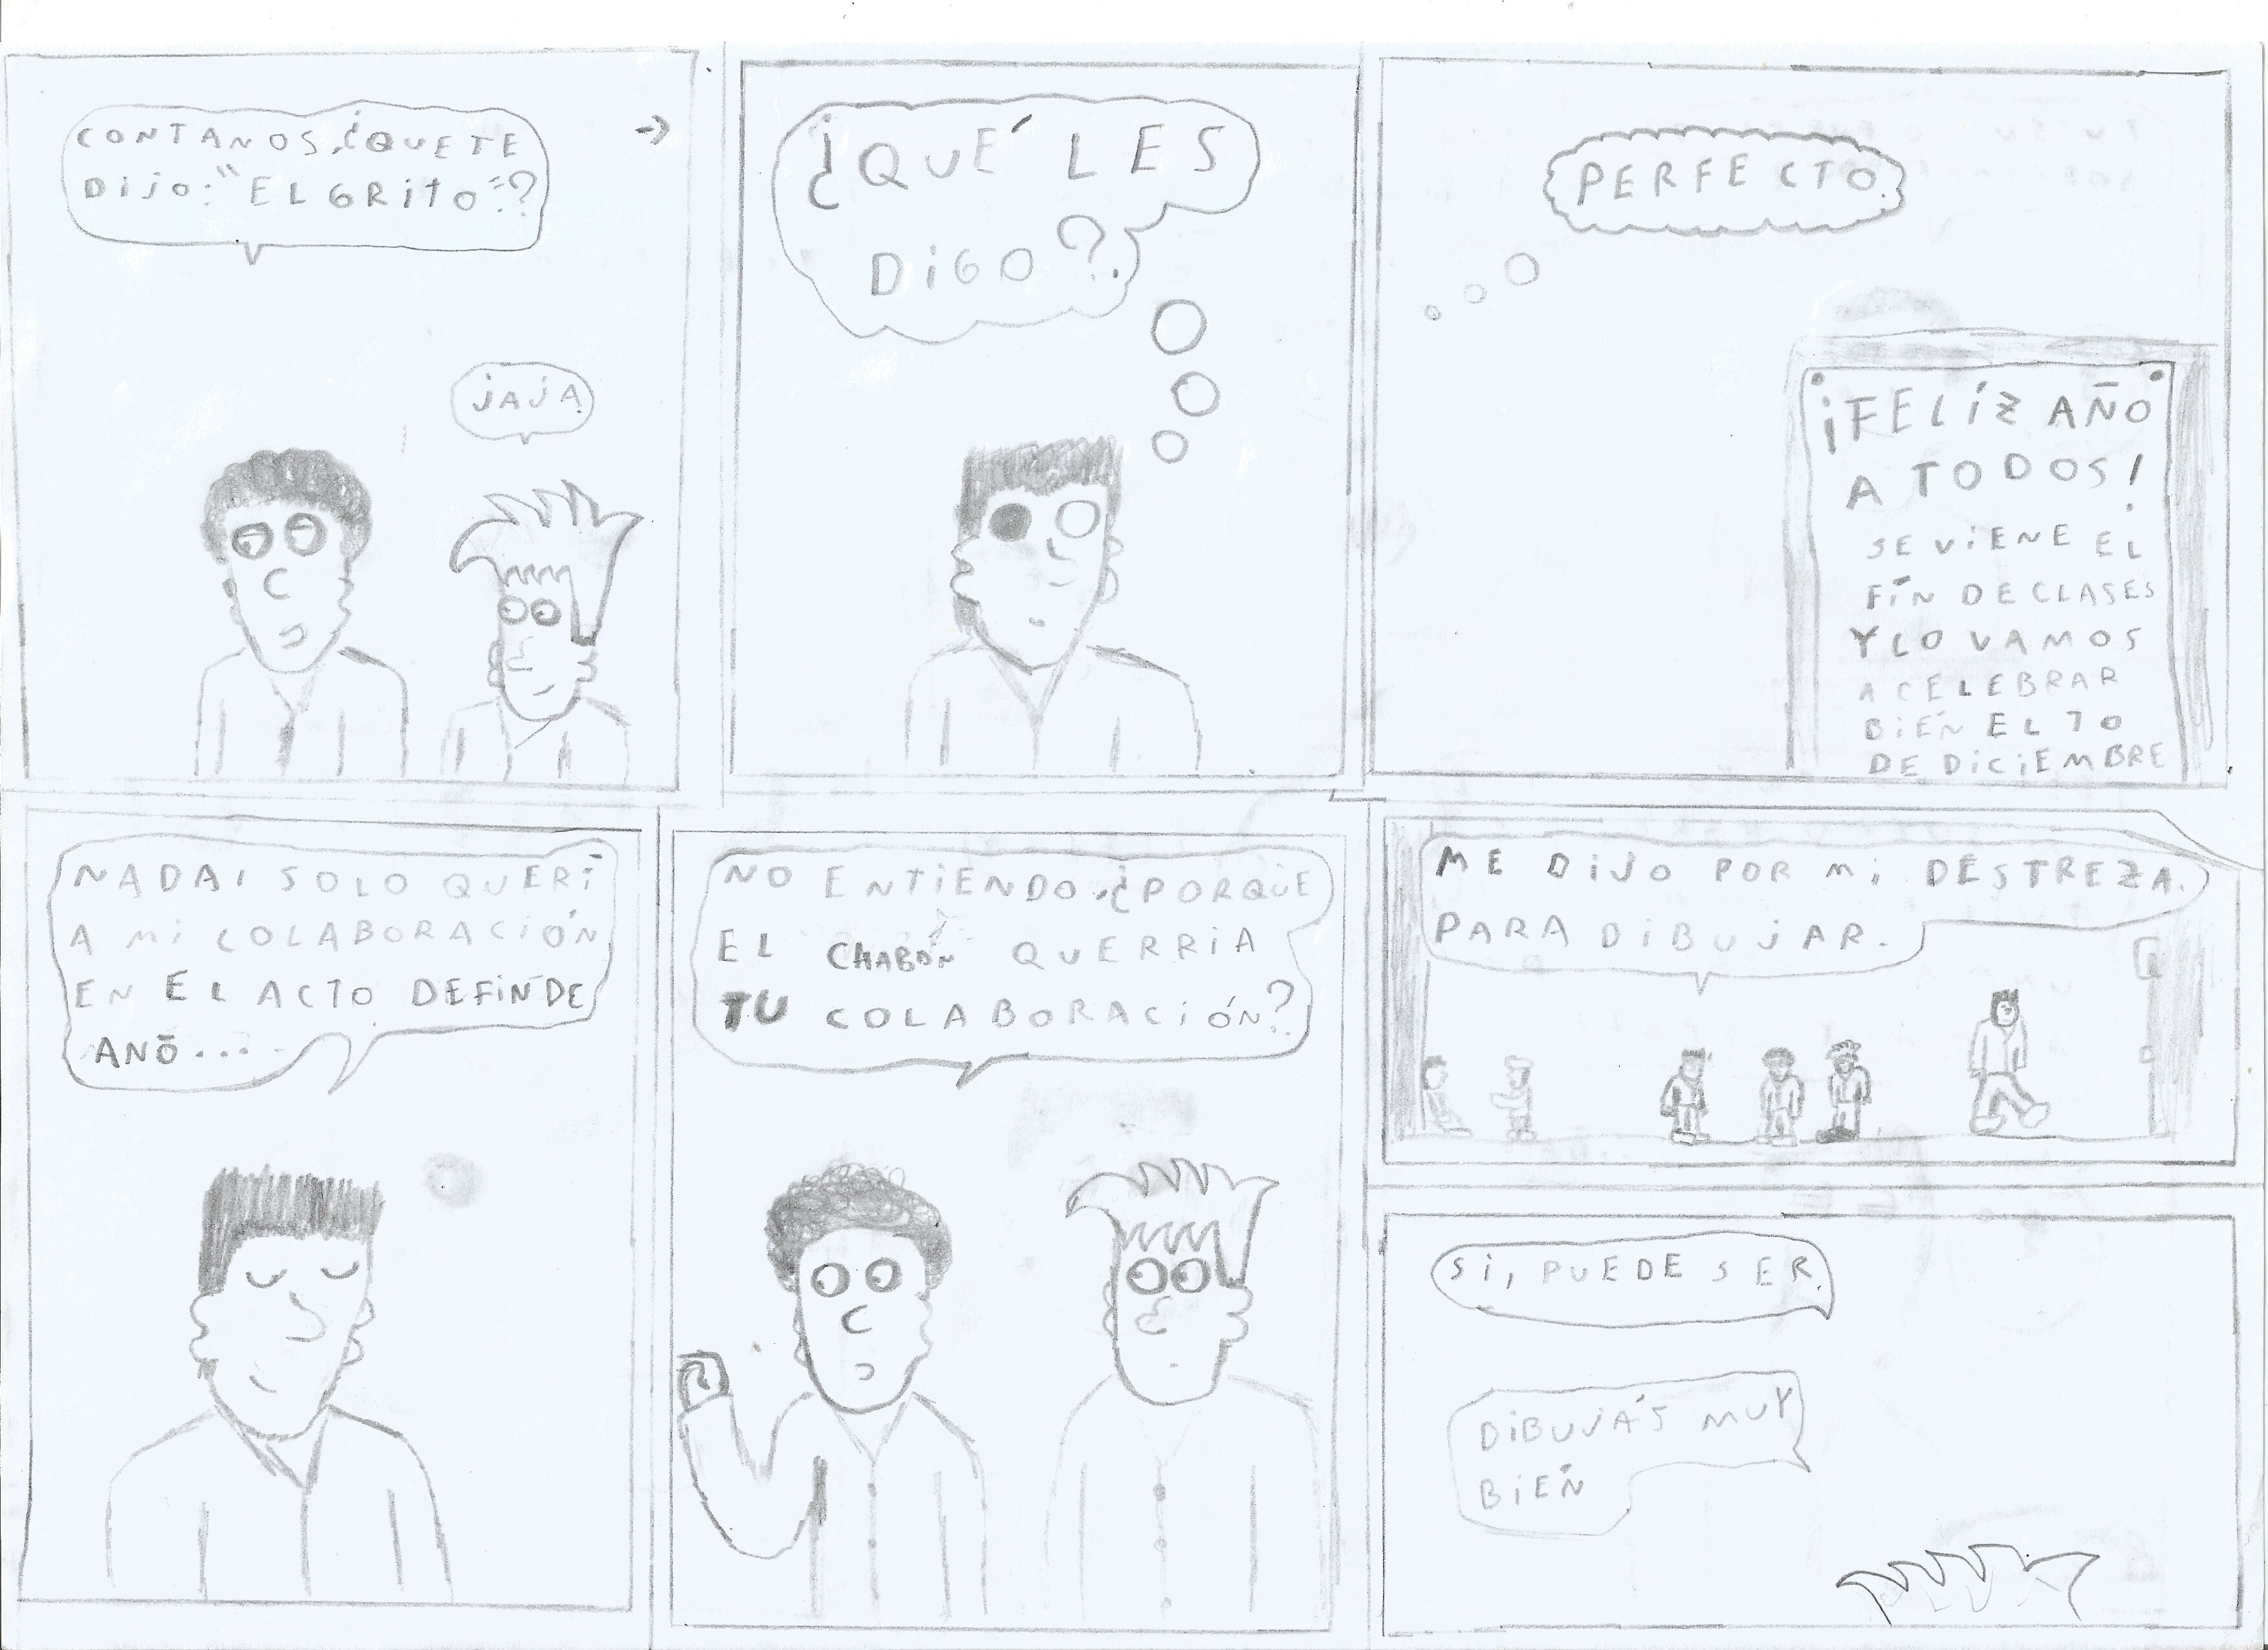 CONTANOS, ¿QUE TE
DIJO: "EL GRITO"?
JAJA
¿QUÉ LES
DIGO?
PERFECTO.
¡FELÍZ AÑO
A TODOS!
SE VIENE EL
FÍN DE CLASES
Y LO VAMOS
A CELEBRAR
BIEN EL 10
DE DICIEMBRE
NADA, SOLO QUERÍ
A MI COLABORACIÓN
EN EL ACTO DE FIN DE
AÑO...
NO ENTIENDO, ¿PORQUE
EL CHABÓN QUERRIA
TU COLABORACIÓN?
ME DIJO POR MI DESTREZA
PARA DIBUJAR.
SI, PUEDE SER.
DIBUJÁS MUY
BIEN